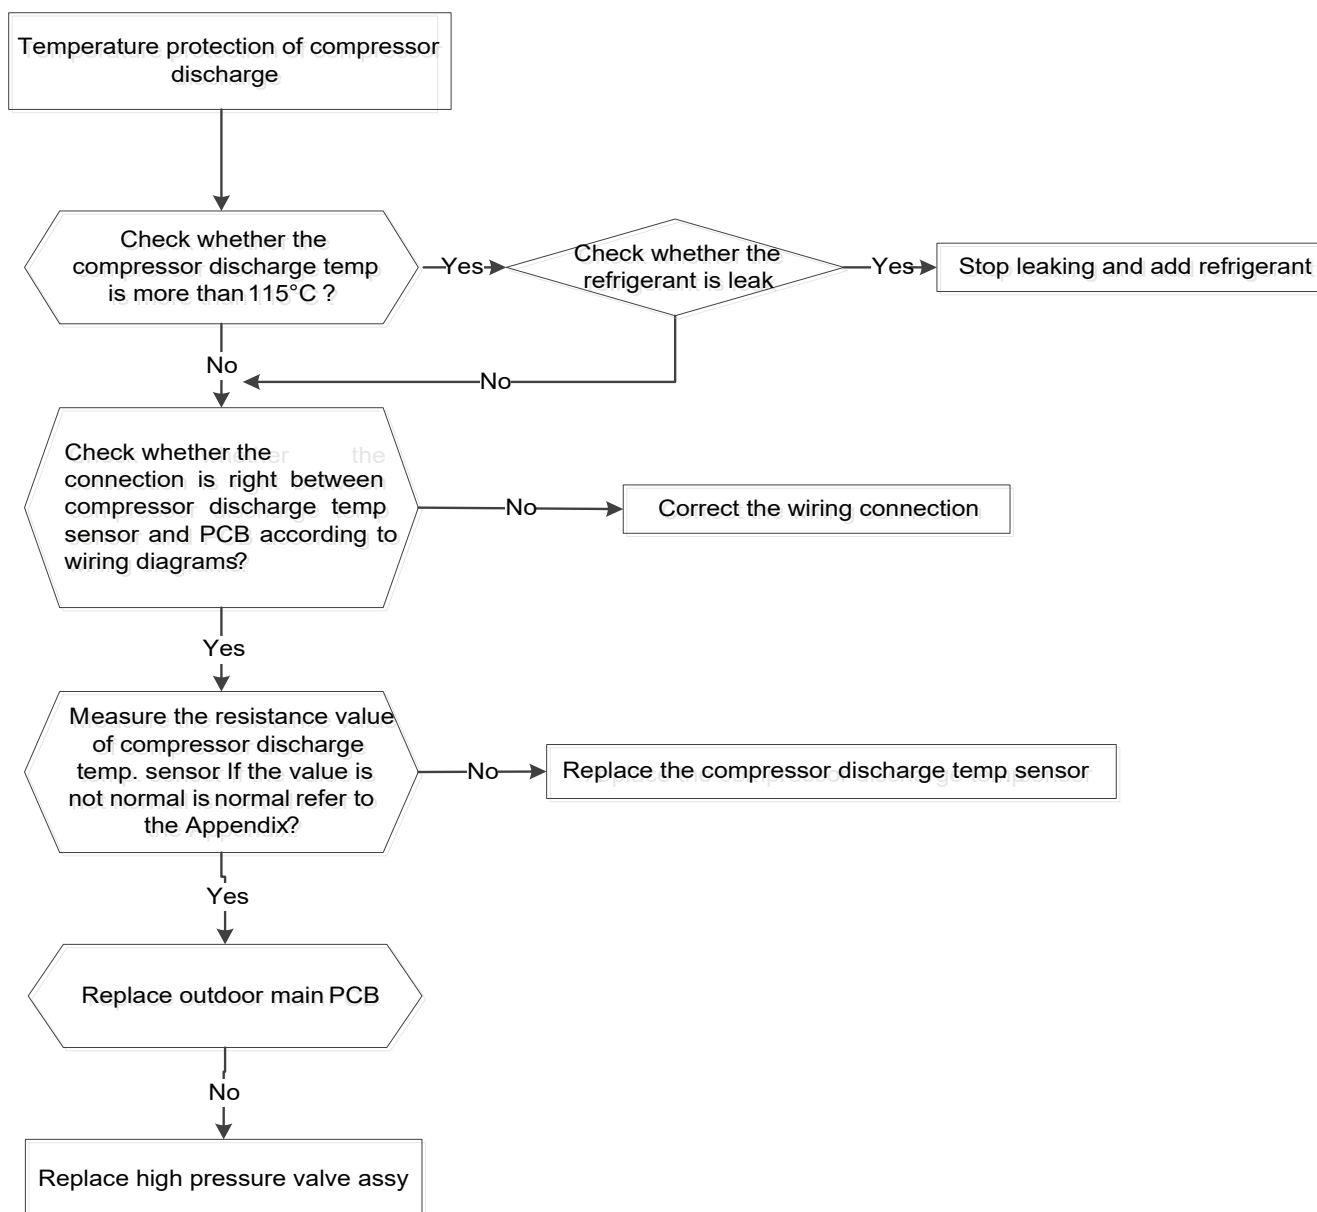 Temperature protection of compressor
discharge
Check whether the
compressor discharge temp
is more than 115°C ?
Yes
Check whether the
refrigerant is leak
Yes
Stop leaking and add refrigerant
No
No
Check whether the
connection is right between
compressor discharge temp
sensor and PCB according to
wiring diagrams?
No
Correct the wiring connection
Yes
Measure the resistance value
of compressor discharge
temp. sensor. If the value is
not normal is normal refer to
the Appendix?
No
Replace the compressor discharge temp. sensor
Yes
Replace outdoor main PCB
No
Replace high pressure valve assy